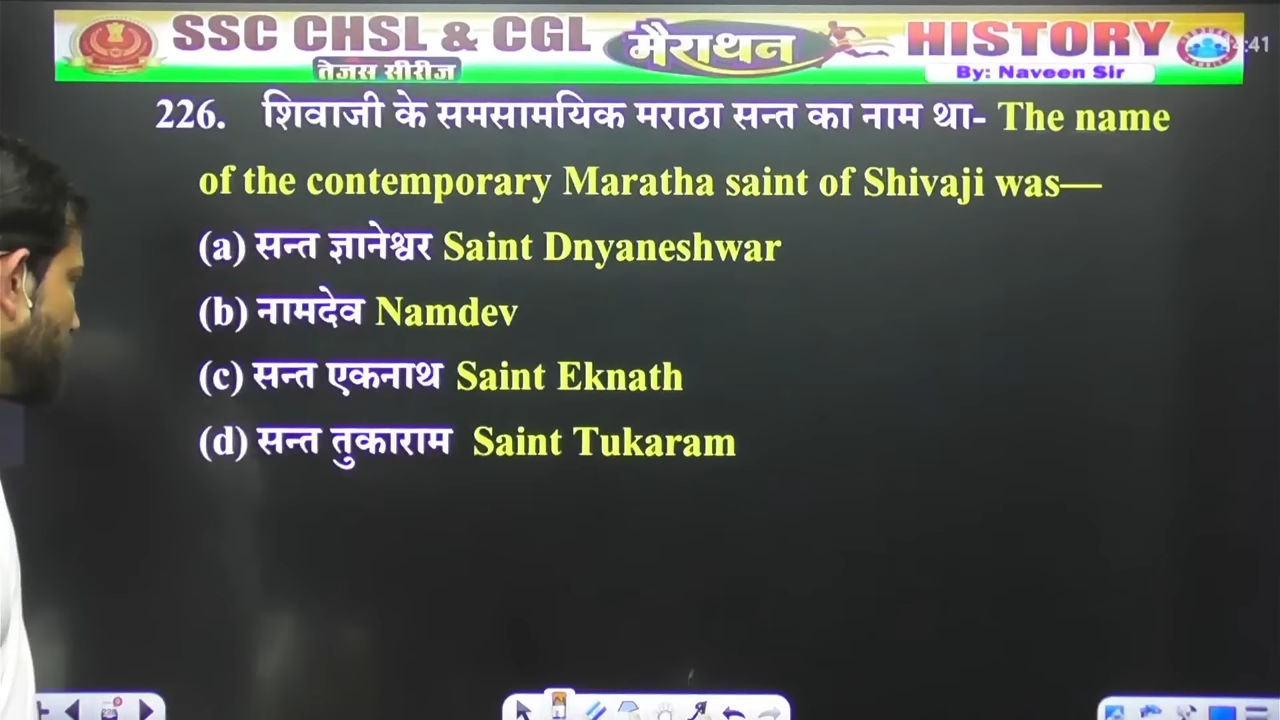 SSC CHSL & CGL मैराथन HISTORY
तेजस सीरीज By: Naveen Sir
226. शिवाजी के समसामयिक मराठा सन्त का नाम था- The name
of the contemporary Maratha saint of Shivaji was—
(a) सन्त ज्ञानेश्वर Saint Dnyaneshwar
(b) नामदेव Namdev
(c) सन्त एकनाथ Saint Eknath
(d) सन्त तुकाराम Saint Tukaram